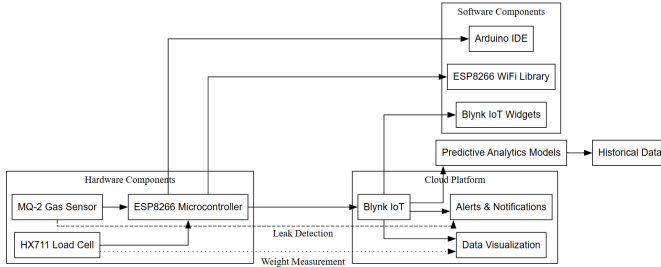 Software Components
Arduino IDE
ESP8266 WiFi Library
Blynk IoT Widgets
Predictive Analytics Models
Historical Data
Hardware Components
Cloud Platform
MQ-2 Gas Sensor
ESP8266 Microcontroller
Blynk IoT
Alerts & Notifications
Leak Detection
HX711 Load Cell
Data Visualization
Weight Measurement